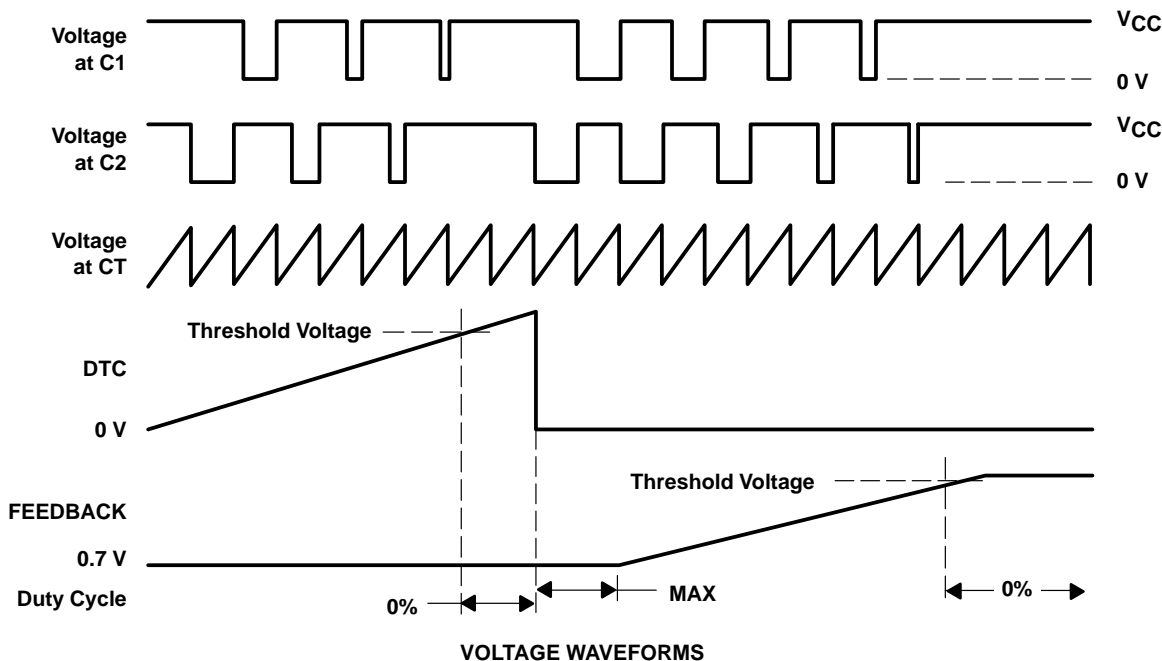 Voltage
at C1
VCC
0 V
Voltage
at C2
VCC
0 V
Voltage
at CT
Threshold Voltage
DTC
0 V
Threshold Voltage
FEEDBACK
0.7 V
Duty Cycle
0%
MAX
0%
VOLTAGE WAVEFORMS